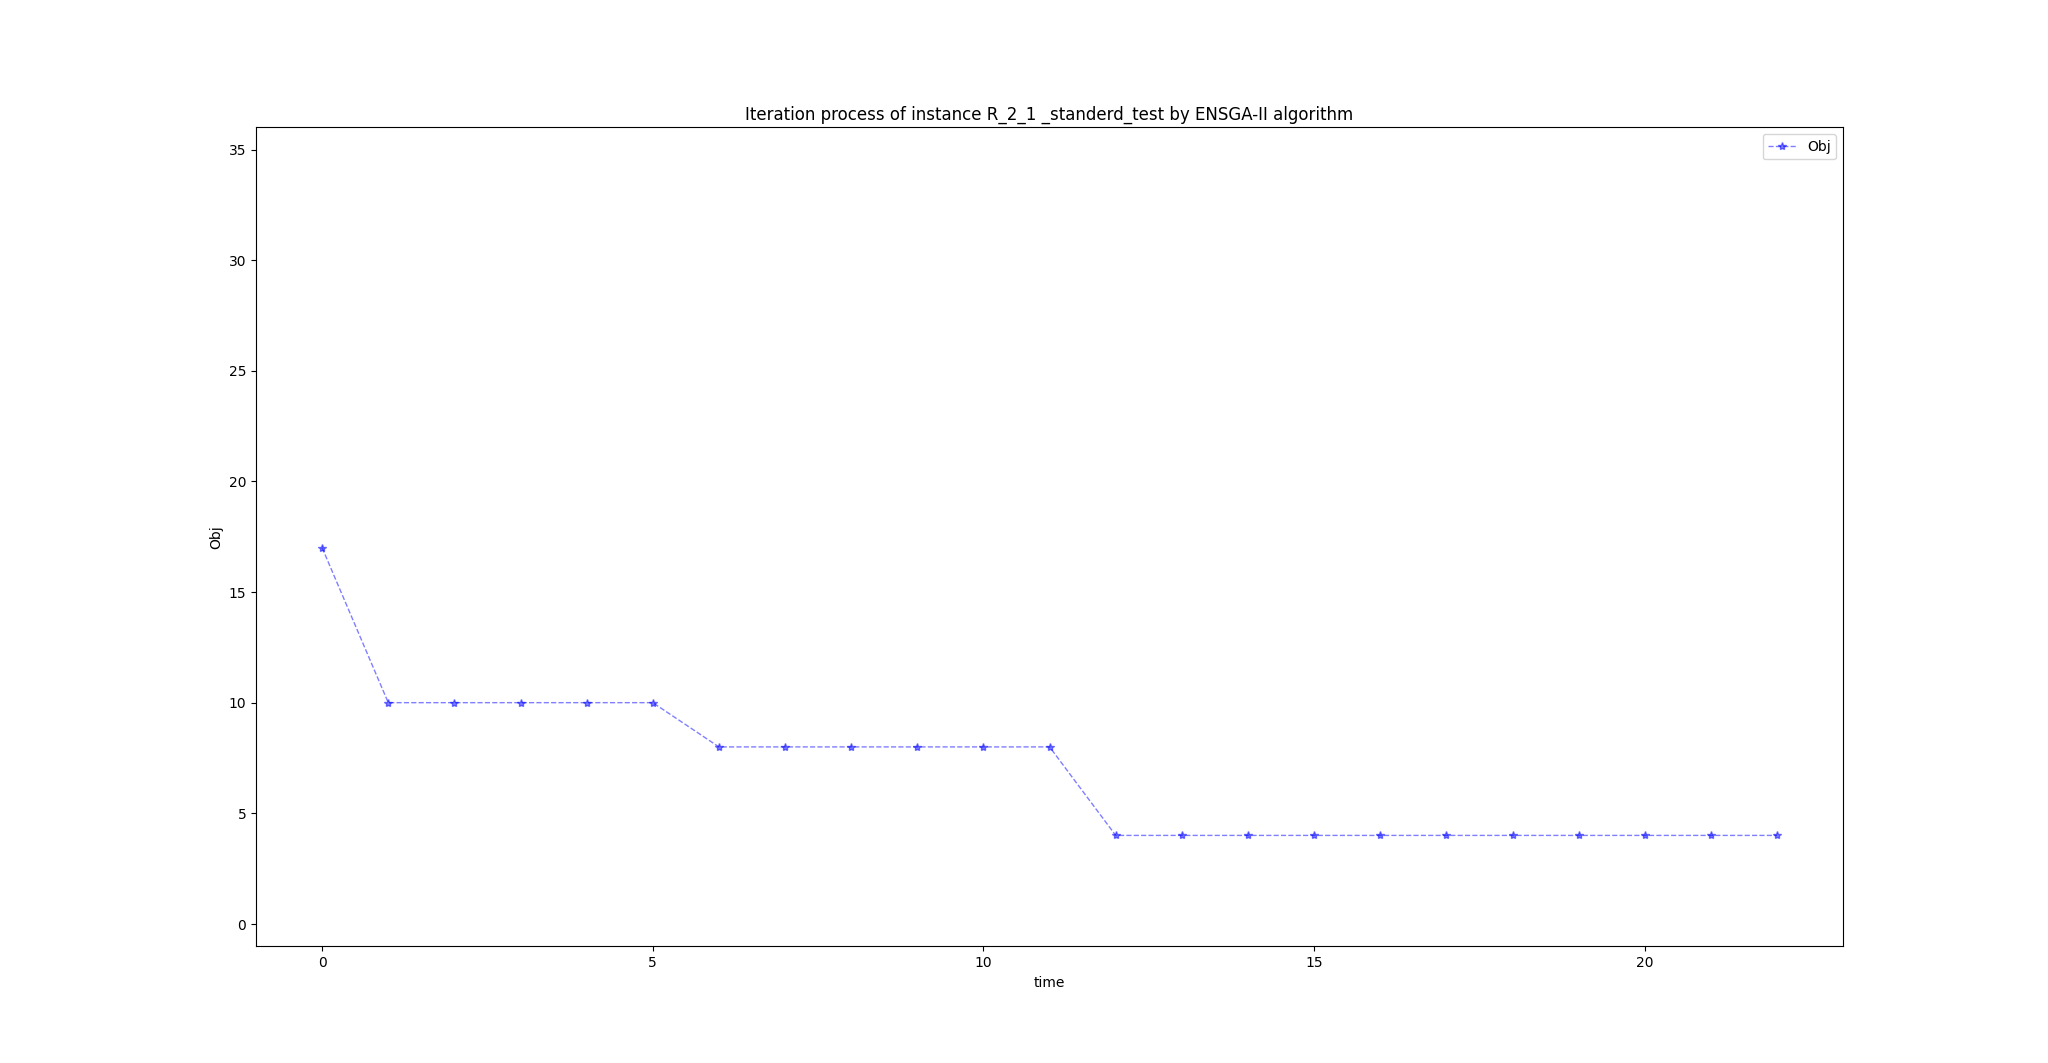 Iteration process of instance R_2_1 _standerd_test by ENSGA-II algorithm
Obj
35
30
25
20
15
10
5
0
Obj
0 5 10 15 20
time